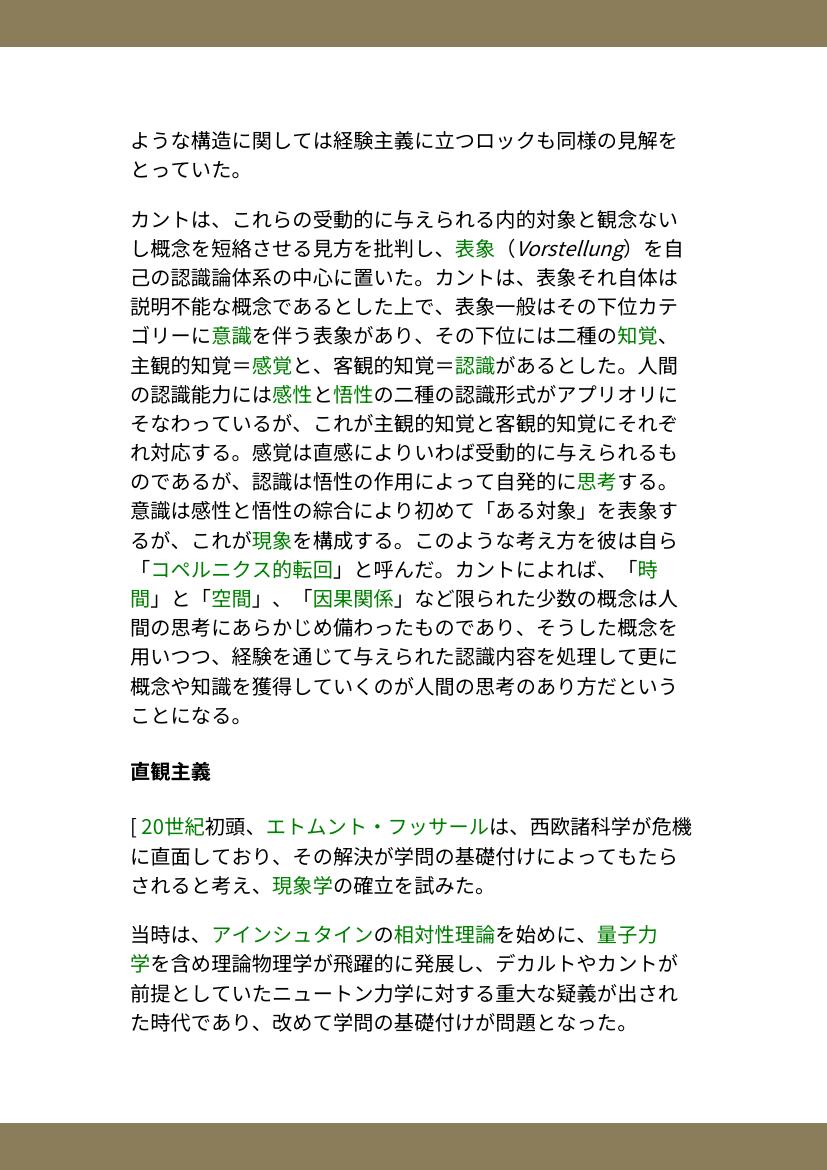 ような構造に関しては経験主義に立つロックも同様の見解を
とっていた。
カントは、これらの受動的に与えられる内的対象と観念ない
し概念を短絡させる見方を批判し、表象（Vorstellung）を自
己の認識論体系の中心に置いた。カントは、表象それ自体は
説明不能な概念であるとした上で、表象一般はその下位カテ
ゴリーに意識を伴う表象があり、その下位には二種の知覚、
主観的知覚＝感覚と、客観的知覚＝認識があるとした。人間
の認識能力には感性と悟性の二種の認識形式がアプリオリに
そなわっているが、これが主観的知覚と客観的知覚にそれぞ
れ対応する。感覚は直感によりいわば受動的に与えられるも
のであるが、認識は悟性の作用によって自発的に思考する。
意識は感性と悟性の綜合により初めて「ある対象」を表象す
るが、これが現象を構成する。このような考え方を彼は自ら
「コペルニクス的転回」と呼んだ。カントによれば、「時
間」と「空間」、「因果関係」など限られた少数の概念は人
間の思考にあらかじめ備わったものであり、そうした概念を
用いつつ、経験を通じて与えられた認識内容を処理して更に
概念や知識を獲得していくのが人間の思考のあり方だという
ことになる。
直観主義
[ 20世紀初頭、エトムント・フッサールは、西欧諸科学が危機
に直面しており、その解決が学問の基礎付けによってもたら
されると考え、現象学の確立を試みた。
当時は、アインシュタインの相対性理論を始めに、量子力
学を含め理論物理学が飛躍的に発展し、デカルトやカントが
前提としていたニュートン力学に対する重大な疑義が出され
た時代であり、改めて学問の基礎付けが問題となった。